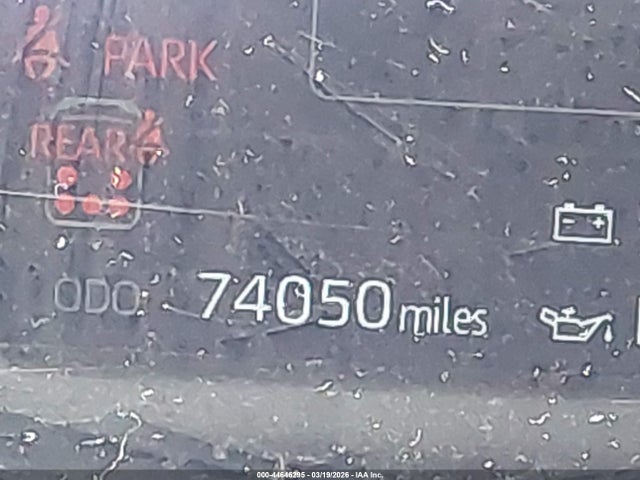 PARK
REAR
ODO 74050 miles
000-44646295 - 03/19/2026 - IAA Inc.